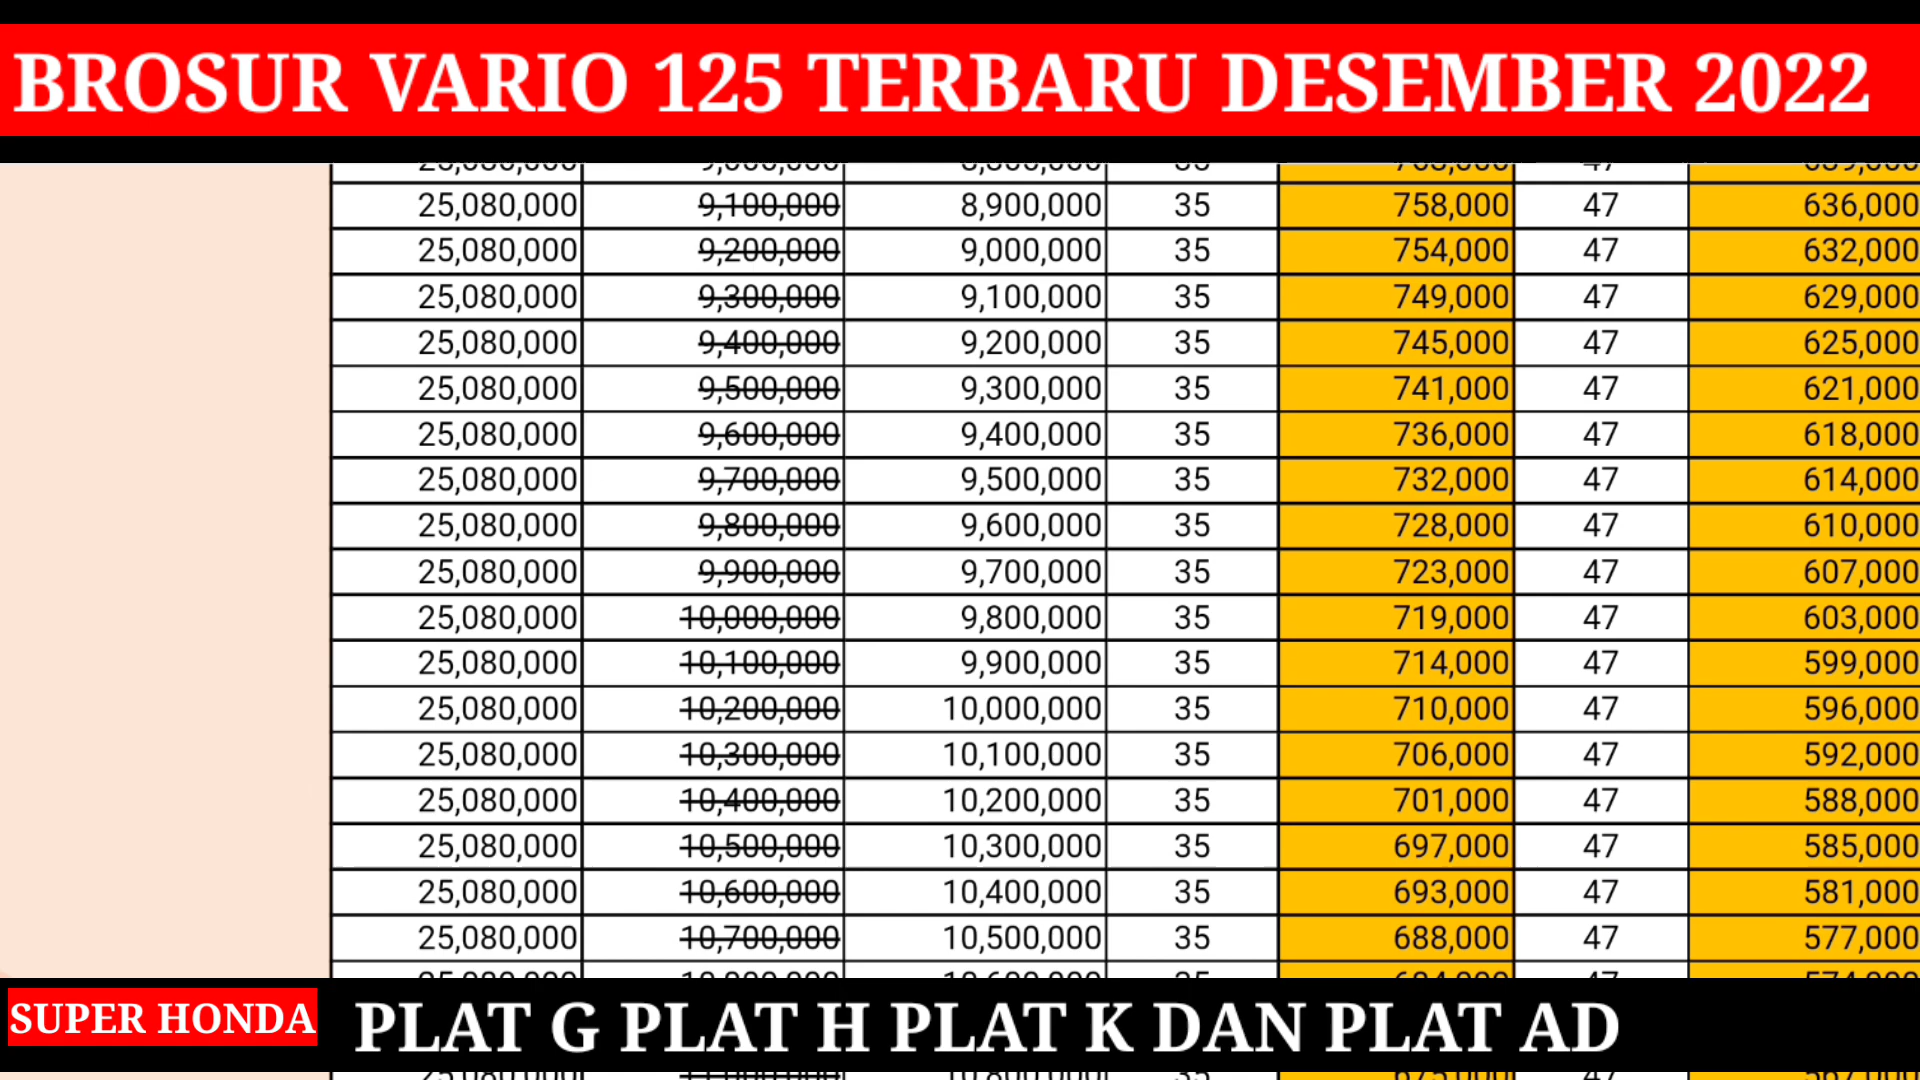 BROSUR VARIO 125 TERBARU DESEMBER 2022
25,080,000 9,100,000 8,900,000 35 758,000 47 636,000
25,080,000 9,200,000 9,000,000 35 754,000 47 632,000
25,080,000 9,300,000 9,100,000 35 749,000 47 629,000
25,080,000 9,400,000 9,200,000 35 745,000 47 625,000
25,080,000 9,500,000 9,300,000 35 741,000 47 621,000
25,080,000 9,600,000 9,400,000 35 736,000 47 618,000
25,080,000 9,700,000 9,500,000 35 732,000 47 614,000
25,080,000 9,800,000 9,600,000 35 728,000 47 610,000
25,080,000 9,900,000 9,700,000 35 723,000 47 607,000
25,080,000 10,000,000 9,800,000 35 719,000 47 603,000
25,080,000 10,100,000 9,900,000 35 714,000 47 599,000
25,080,000 10,200,000 10,000,000 35 710,000 47 596,000
25,080,000 10,300,000 10,100,000 35 706,000 47 592,000
25,080,000 10,400,000 10,200,000 35 701,000 47 588,000
25,080,000 10,500,000 10,300,000 35 697,000 47 585,000
25,080,000 10,600,000 10,400,000 35 693,000 47 581,000
25,080,000 10,700,000 10,500,000 35 688,000 47 577,000
SUPER HONDA
PLAT G PLAT H PLAT K DAN PLAT AD